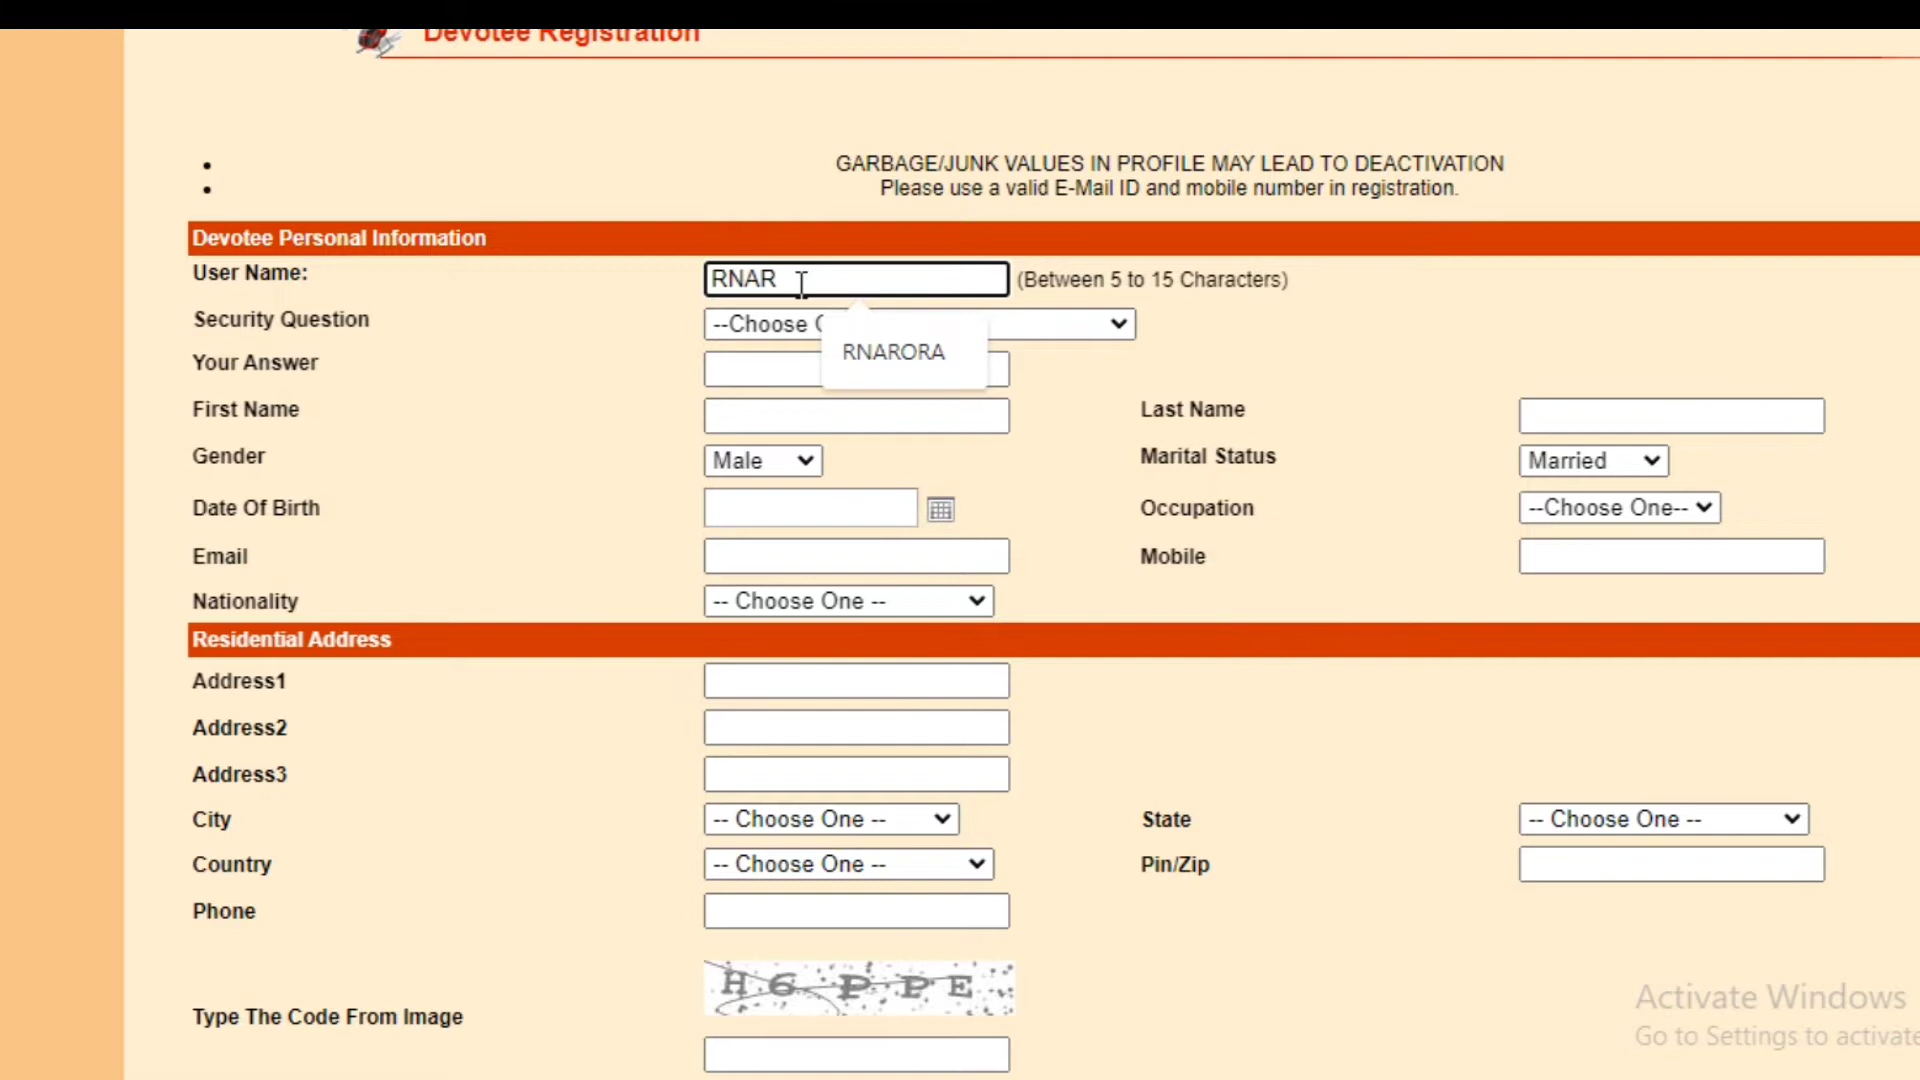 Devotee Registration
GARBAGE/JUNK VALUES IN PROFILE MAY LEAD TO DEACTIVATION
Please use a valid E-Mail ID and mobile number in registration.
Devotee Personal Information
User Name: RNAR (Between 5 to 15 Characters)
Security Question --Choose
RNARORA
Your Answer
First Name Last Name
Gender Male Marital Status Married
Date Of Birth Occupation --Choose One--
Email Mobile
Nationality -- Choose One --
Residential Address
Address1
Address2
Address3
City -- Choose One -- State -- Choose One --
Country -- Choose One -- Pin/Zip
Phone
H6PPE
Type The Code From Image
Activate Windows
Go to Settings to activate